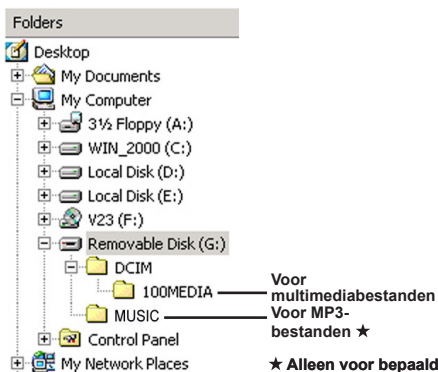 Folders
Desktop
My Documents
My Computer
3½ Floppy (A:)
WIN_2000 (C:)
Local Disk (D:)
Local Disk (E:)
V23 (F:)
Removable Disk (G:)
DCIM
100MEDIA
Voor
multimediabestanden
MUSIC
Voor MP3-
bestanden ★
Control Panel
My Network Places
★ Alleen voor bepaald